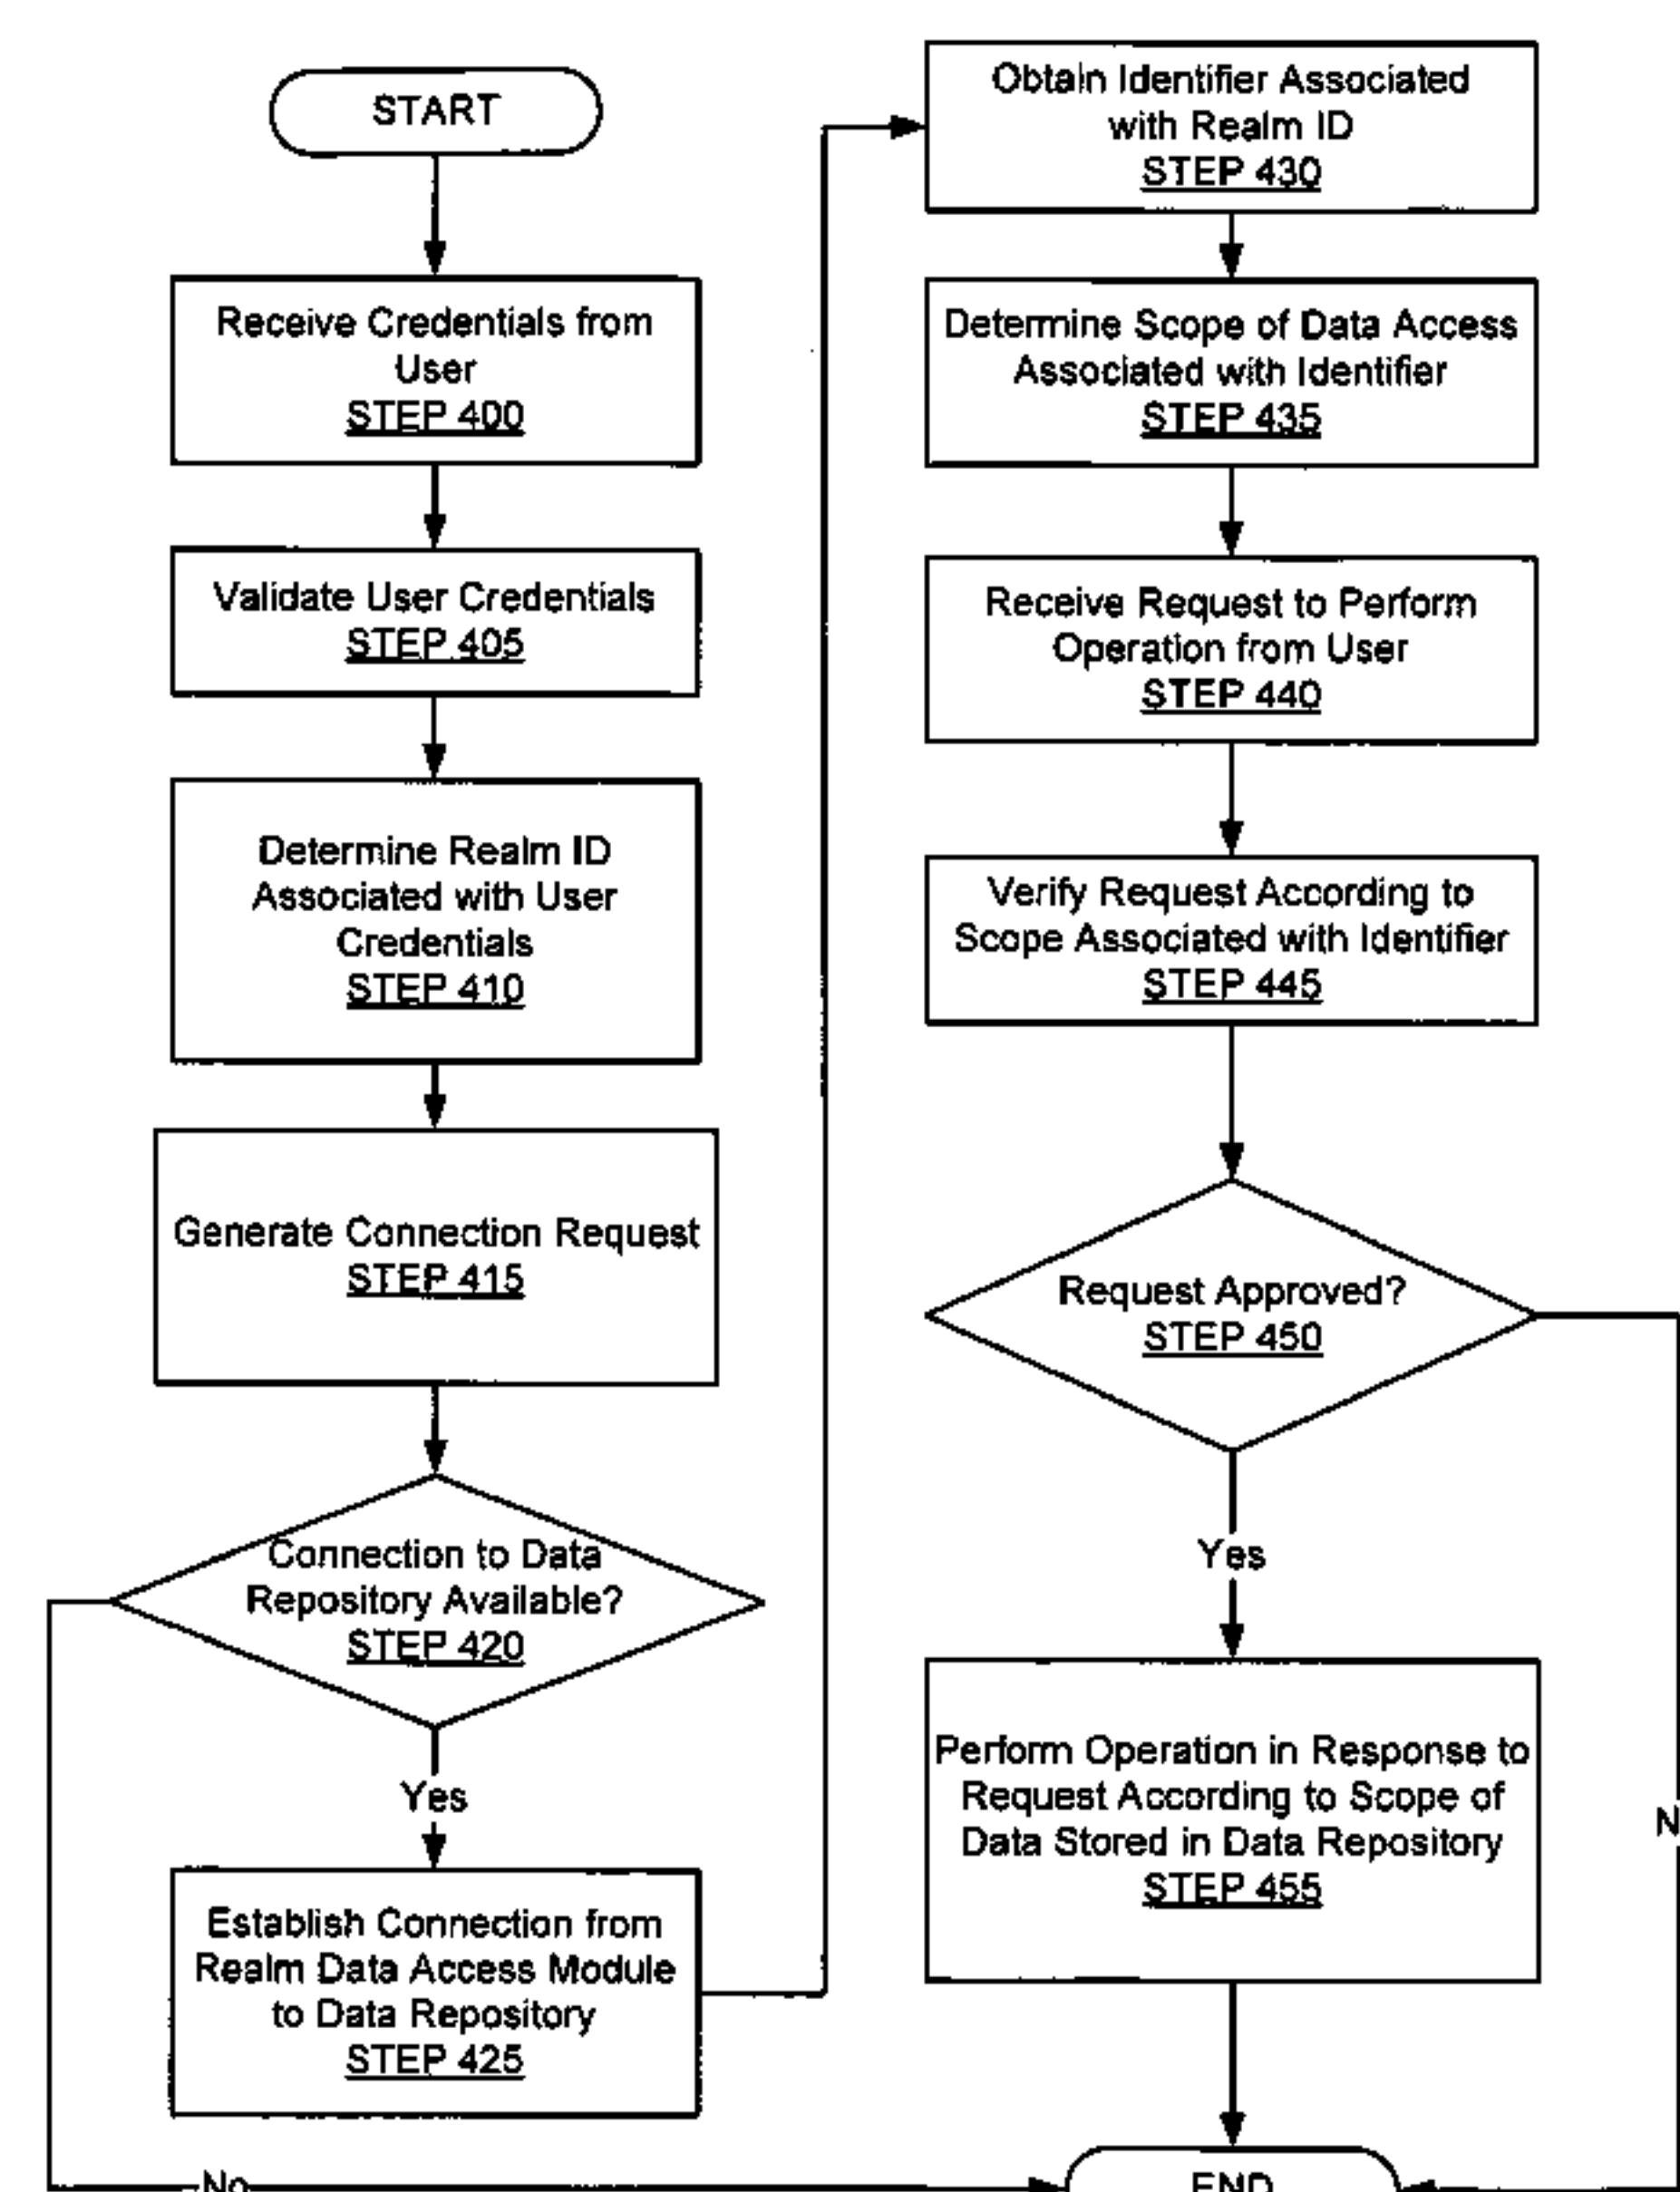 START
Receive Credentials from
User
STEP 400
Validate User Credentials
STEP 405
Determine Realm ID
Associated with User
Credentials
STEP 410
Generate Connection Request
STEP 415
Connection to Data
Repository Available?
STEP 420
Yes
Establish Connection from
Realm Data Access Module
to Data Repository
STEP 425
No
Obtain Identifier Associated
with Realm ID
STEP 430
Determine Scope of Data Access
Associated with Identifier
STEP 435
Receive Request to Perform
Operation from User
STEP 440
Verify Request According to
Scope Associated with Identifier
STEP 445
Request Approved?
STEP 450
Yes
Perform Operation in Response to
Request According to Scope of
Data Stored in Data Repository
STEP 455
END